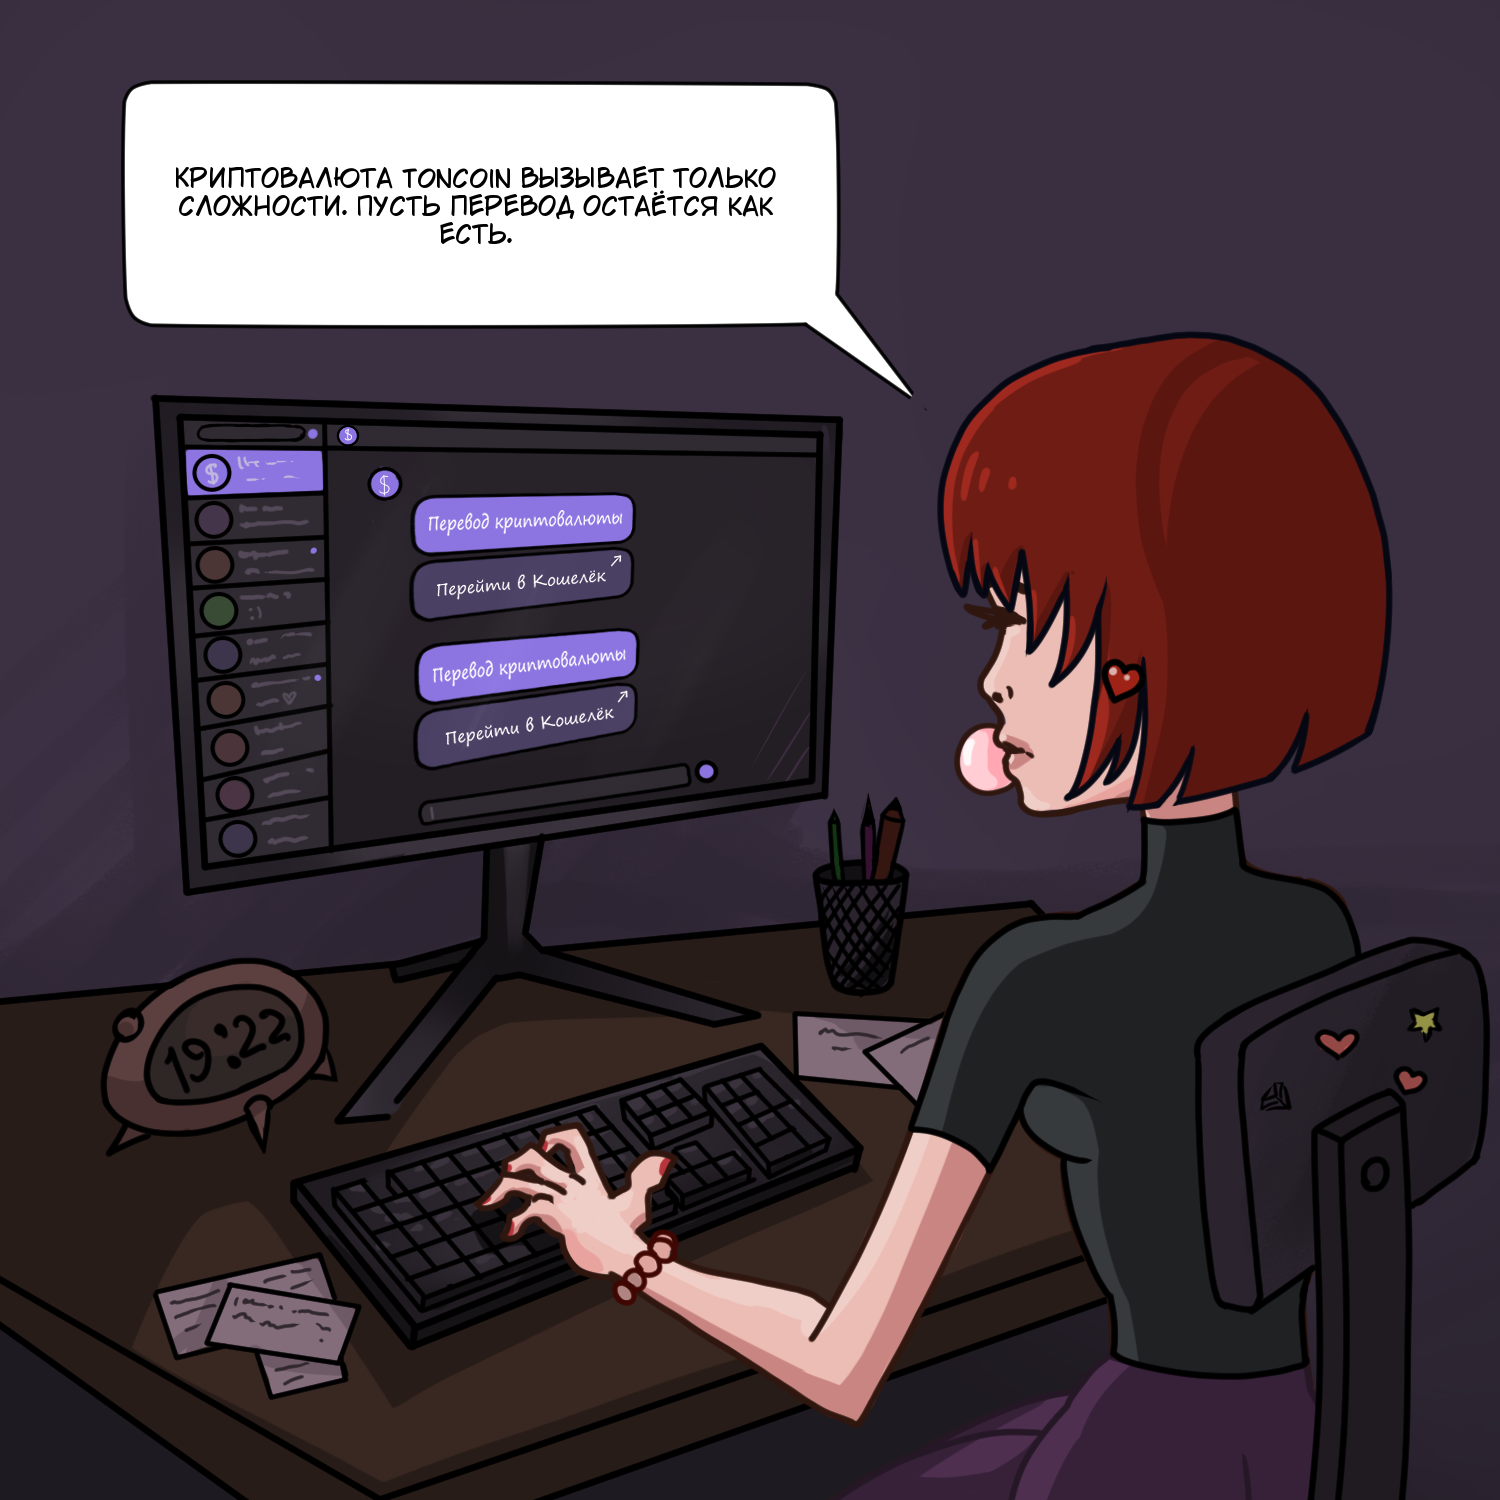 КРИПТОВАЛЮТА TONCOIN ВЫЗЫВАЕТ ТОЛЬКО
СЛОЖНОСТИ. ПУСТЬ ПЕРЕВОД ОСТАЁТСЯ КАК
ЕСТЬ.
$
$
$
:)
Перевод криптовалюты
Перейти в Кошелёк
Перевод криптовалюты
Перейти в Кошелёк
19:22